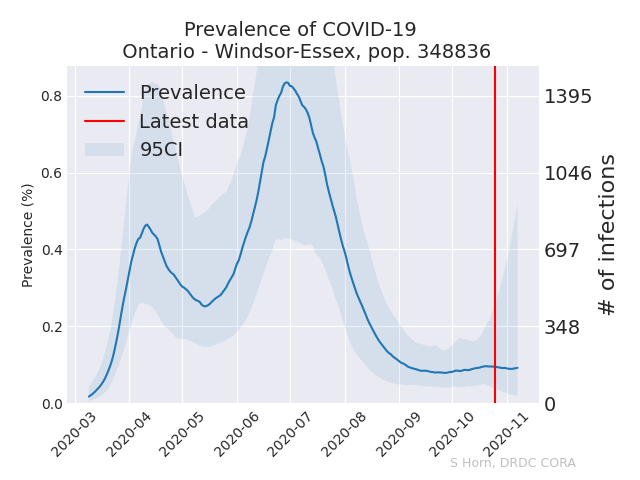 Prevalence of COVID-19
Ontario - Windsor-Essex, pop. 348836
Prevalence
Latest data
95CI
Prevalence (%)
0.8
0.6
0.4
0.2
0.0
1395
1046
697
348
0
# of infections
2020-03
2020-04
2020-05
2020-06
2020-07
2020-08
2020-09
2020-10
2020-11
S Horn, DRDC CORA